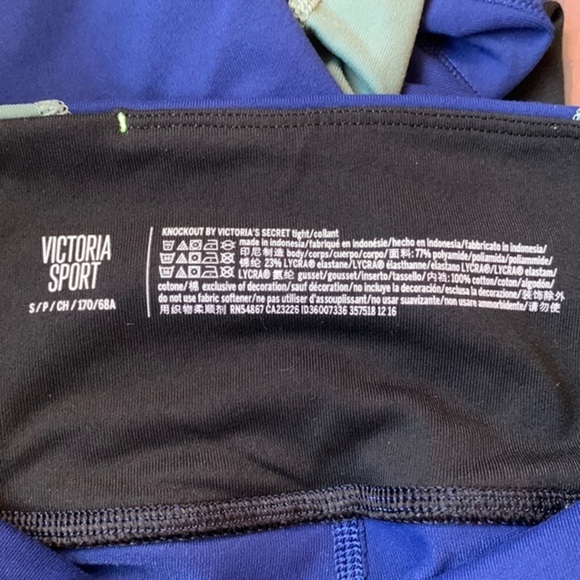 VICTORIA
SPORT
S/P/CH/170/68A
KNOCKOUT BY VICTORIA'S SECRET tight/collant
made in indonesia/fabriqué en indonésie/hecho en indonesia/fabbricato in indonesia/
印尼制造 body/corps/cuerpo/corpo/面料:77% polyamide/polyamide/poliamida/poliammide/
锦纶 23% LYCRA® elastane/LYCRA® élasthanne/elastano LYCRA®/LYCRA® elastam/
LYCRA® 氨纶 gusset/gousset/inserto/tassello/内裆:100% cotton/coton/algodón/
cotone/棉 exclusive of decoration/sauf décoration/no incluye la decoración/esclusa la decorazione/装饰除外
do not use fabric softener/ne pas utiliser d'assouplissant/no usar suavizante/non usare ammorbidente/请勿使
用织物柔顺剂 RN54867 CA23226 ID36007336 357518 12 16